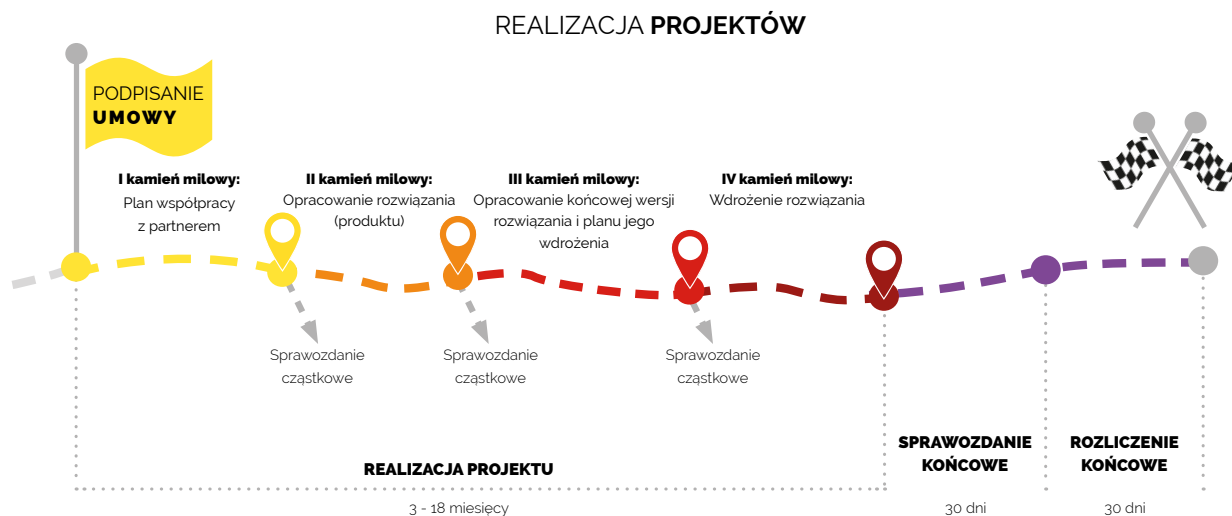 REALIZACJA PROJEKTÓW
PODPISANIE
UMOWY
I kamień milowy:
Plan współpracy
z partnerem
II kamień milowy:
Opracowanie rozwiązania
(produktu)
III kamień milowy:
Opracowanie końcowej wersji
rozwiązania i planu jego
wdrożenia
IV kamień milowy:
Wdrożenie rozwiązania
Sprawozdanie
cząstkowe
Sprawozdanie
cząstkowe
Sprawozdanie
cząstkowe
REALIZACJA PROJEKTU
3 - 18 miesięcy
SPRAWOZDANIE
KOŃCOWE
30 dni
ROZLICZENIE
KOŃCOWE
30 dni